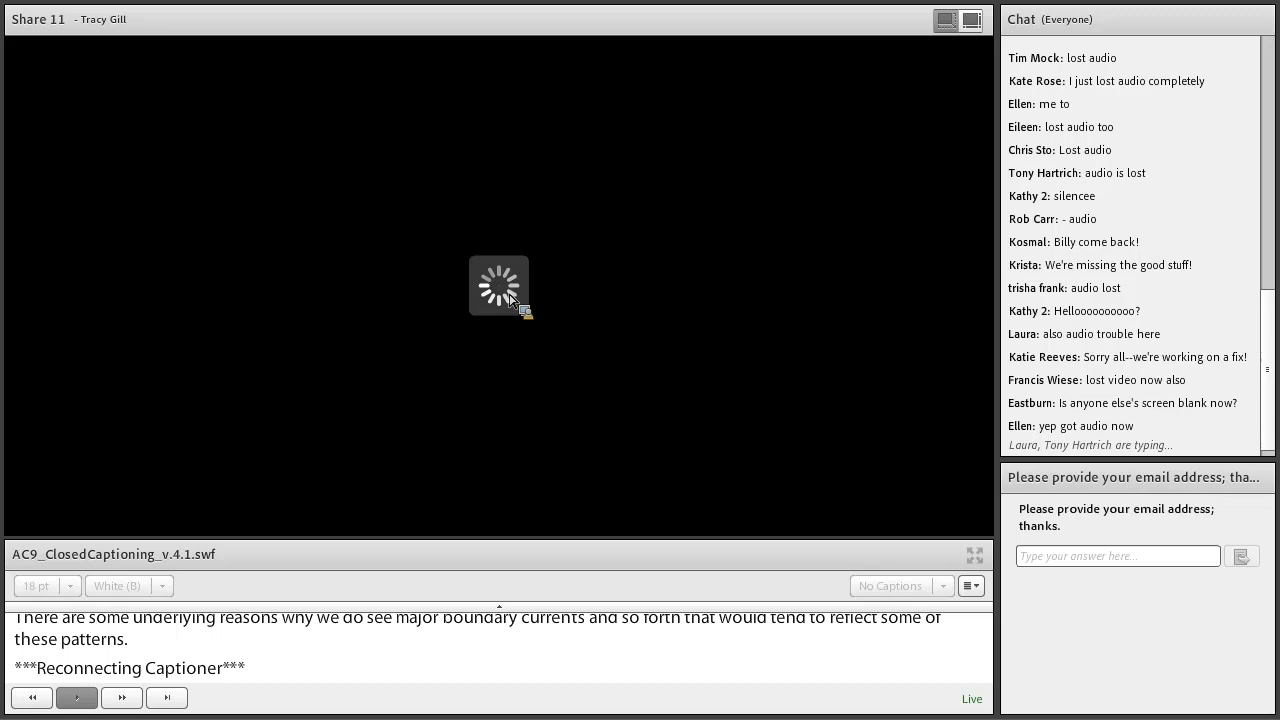 Share 11 - Tracy Gill
Chat (Everyone)
Tim Mock: lost audio
Kate Rose: I just lost audio completely
Ellen: me to
Eileen: lost audio too
Chris Sto: Lost audio
Tony Hartrich: audio is lost
Kathy 2: silencee
Rob Carr: - audio
Kosmal: Billy come back!
Krista: We're missing the good stuff!
trisha frank: audio lost
Kathy 2: Helloooooooooo?
Laura: also audio trouble here
Katie Reeves: Sorry all--we're working on a fix!
Francis Wiese: lost video now also
Eastburn: Is anyone else's screen blank now?
Ellen: yep got audio now
Laura, Tony Hartrich are typing...
Please provide your email address; tha...
Please provide your email address;
thanks.
Type your answer here...
AC9_ClosedCaptioning_v.4.1.swf
18 pt
White (B)
No Captions
There are some underlying reasons why we do see major boundary currents and so forth that would tend to reflect some of
these patterns.
***Reconnecting Captioner***
Live